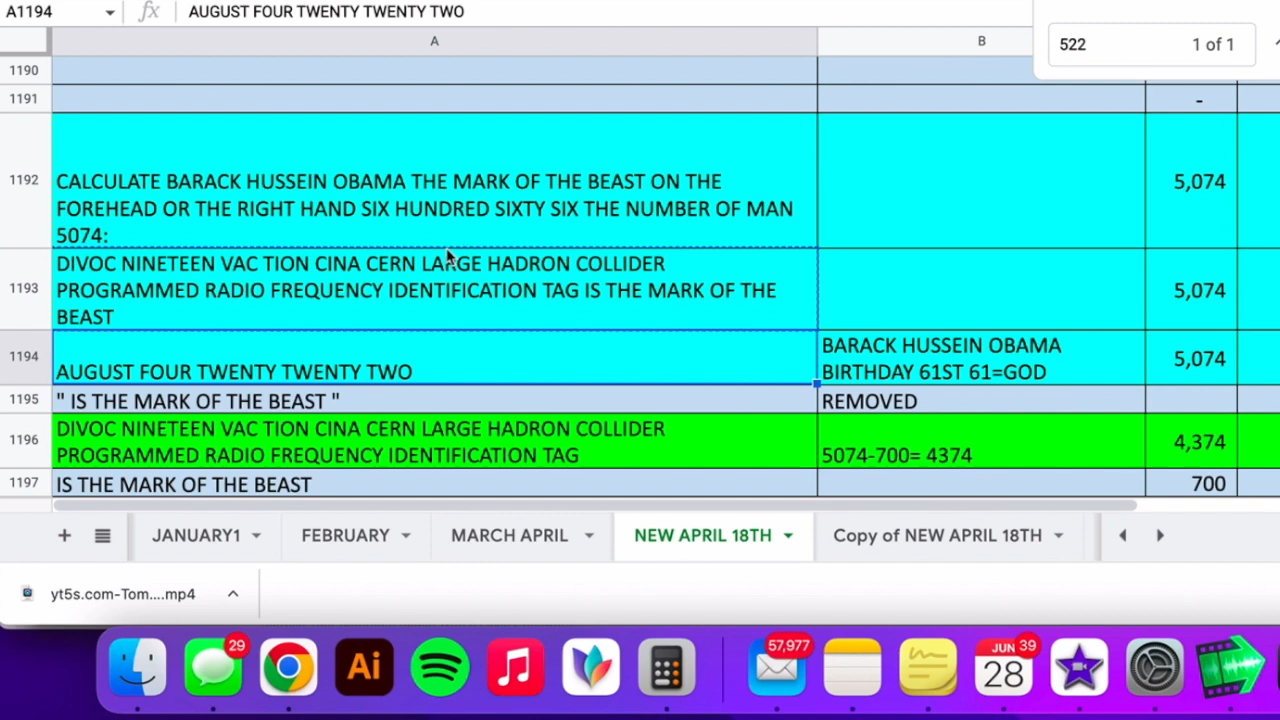 A1194 fx AUGUST FOUR TWENTY TWENTY TWO
522 1 of 1
A B
1190
1191 -
1192 CALCULATE BARACK HUSSEIN OBAMA THE MARK OF THE BEAST ON THE
FOREHEAD OR THE RIGHT HAND SIX HUNDRED SIXTY SIX THE NUMBER OF MAN
5074:
5,074
1193 DIVOC NINETEEN VAC TION CINA CERN LARGE HADRON COLLIDER
PROGRAMMED RADIO FREQUENCY IDENTIFICATION TAG IS THE MARK OF THE
BEAST
5,074
1194 AUGUST FOUR TWENTY TWENTY TWO
BARACK HUSSEIN OBAMA
BIRTHDAY 61ST 61=GOD
5,074
1195 " IS THE MARK OF THE BEAST " REMOVED
1196 DIVOC NINETEEN VAC TION CINA CERN LARGE HADRON COLLIDER
PROGRAMMED RADIO FREQUENCY IDENTIFICATION TAG
5074-700= 4374
4,374
1197 IS THE MARK OF THE BEAST 700
+ JANUARY1 FEBRUARY MARCH APRIL NEW APRIL 18TH Copy of NEW APRIL 18TH
yt5s.com-Tom....mp4
29
Ai
57,977
JUN 39
28